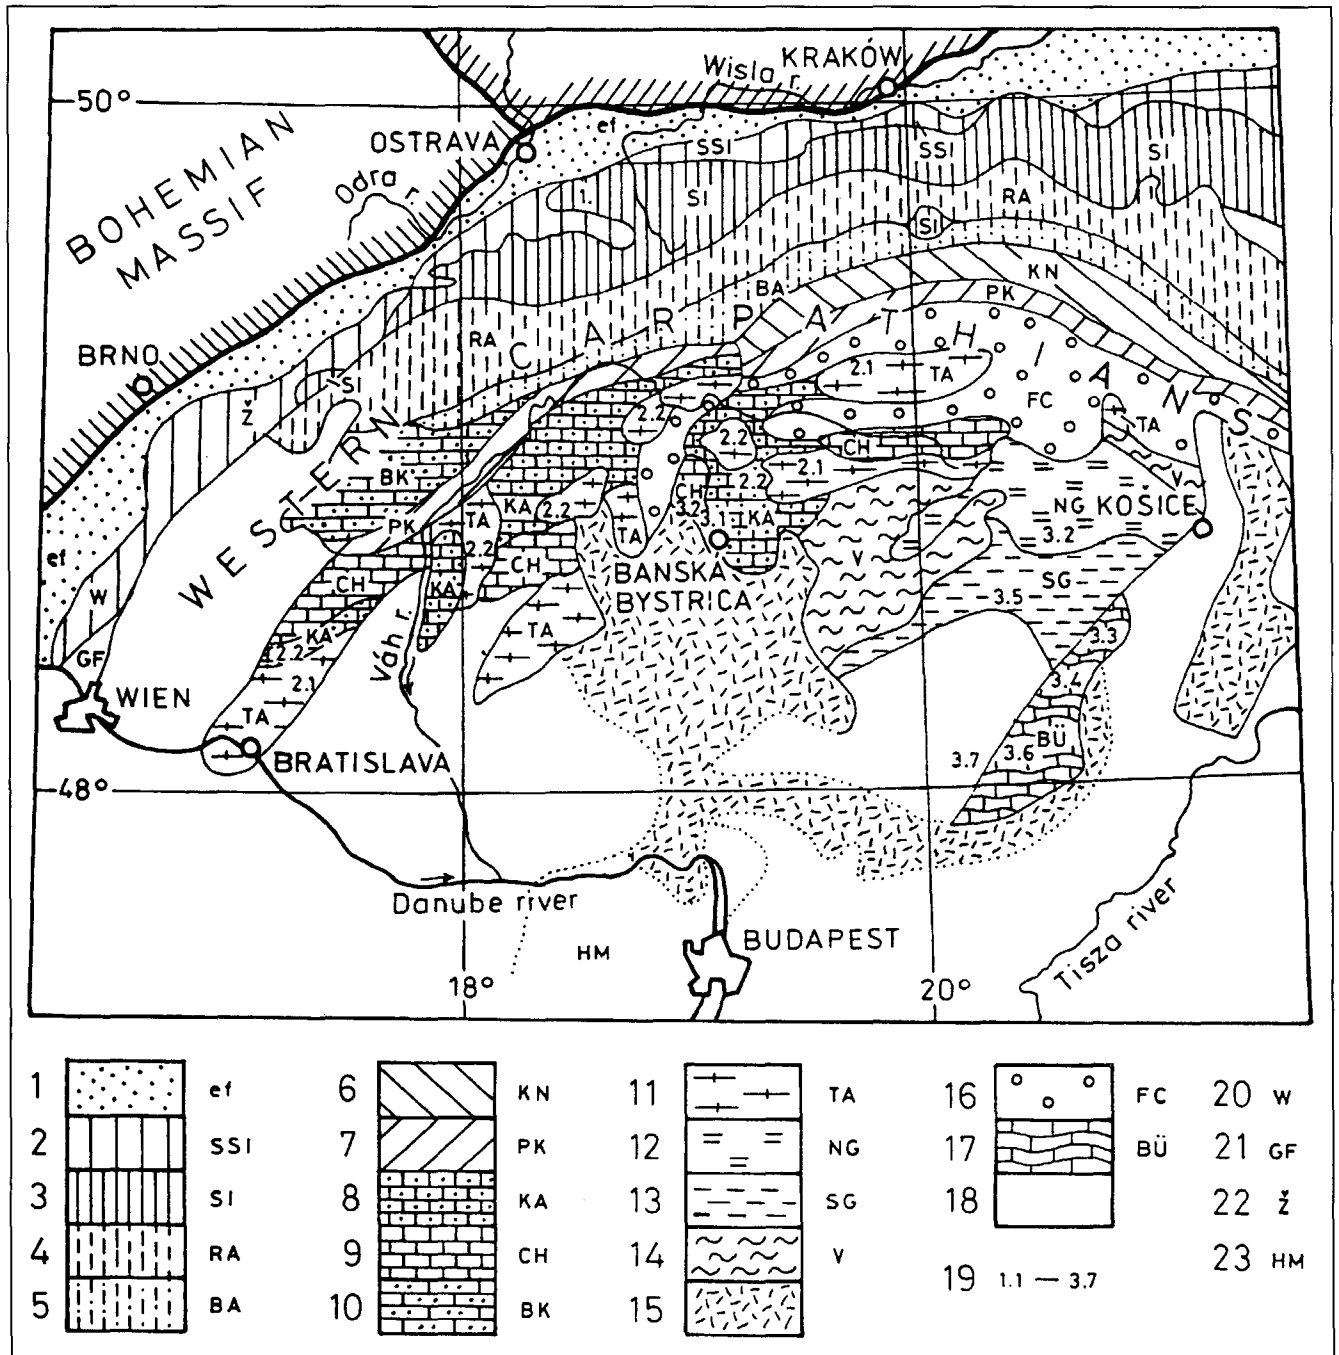 KRAKÓW
Wisla r.
50°
OSTRAVA
ef
SSI
SSI
SI
BOHEMIAN
MASSIF
Odra r.
1.
SI
RA
SI
KN
BA
PK
BRNO
RA
WESTERN CARPATHIANS
SI
Ž
2.1
TA
FC
TA
2.2
2.2
CH
2.1
V
BK
KA
2.2
2.2
CH
3.2
3.1
KA
NG
KOŠICE
3.2
PK
TA
2.2
TA
V
ef
CH
CH
KA
BANSKA
BYSTRICA
SG
3.5
W
KA
TA
3.3
GF
2.2
2.1
Váh r.
3.4
WIEN
TA
BÜ
3.6
3.7
BRATISLAVA
48°
Danube river
BUDAPEST
HM
Tisza river
18°
20°
1 ef
2 SSI
3 SI
4 RA
5 BA
6 KN
7 PK
8 KA
9 CH
10 BK
11 TA
12 NG
13 SG
14 V
15
16 FC
17 BÜ
18
19 1.1 — 3.7
20 W
21 GF
22 Ž
23 HM